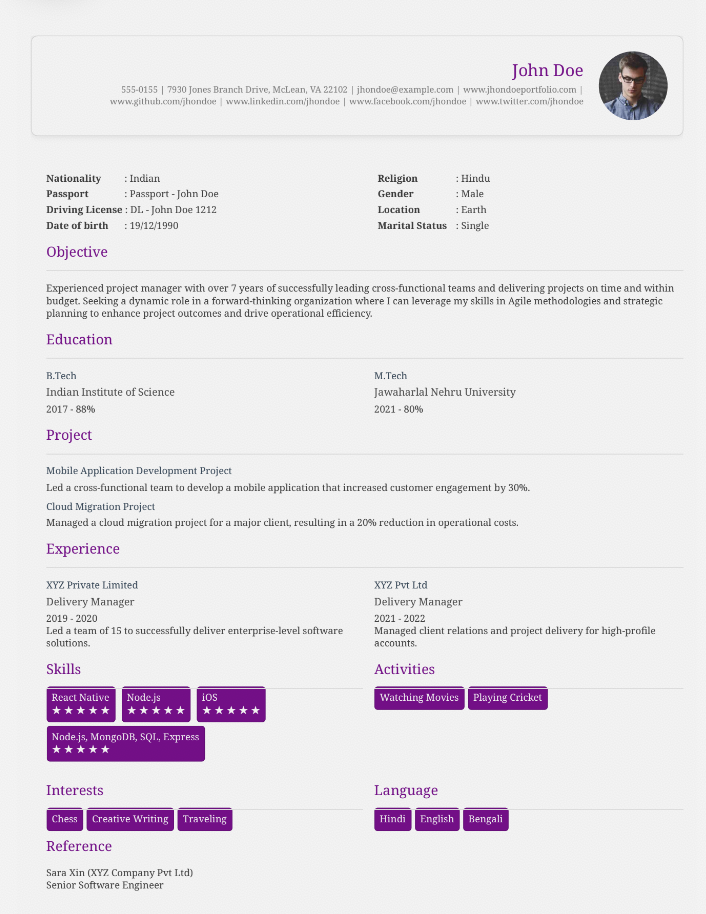 John Doe
555-0155 | 7930 Jones Branch Drive, McLean, VA 22102 | jhondoe@example.com | www.jhondoeportfolio.com |
www.github.com/jhondoe | www.linkedin.com/jhondoe | www.facebook.com/jhondoe | www.twitter.com/jhondoe
Nationality : Indian
Passport : Passport - John Doe
Driving License : DL - John Doe 1212
Date of birth : 19/12/1990
Religion : Hindu
Gender : Male
Location : Earth
Marital Status : Single
Objective
Experienced project manager with over 7 years of successfully leading cross-functional teams and delivering projects on time and within
budget. Seeking a dynamic role in a forward-thinking organization where I can leverage my skills in Agile methodologies and strategic
planning to enhance project outcomes and drive operational efficiency.
Education
B.Tech
Indian Institute of Science
2017 - 88%
M.Tech
Jawaharlal Nehru University
2021 - 80%
Project
Mobile Application Development Project
Led a cross-functional team to develop a mobile application that increased customer engagement by 30%.
Cloud Migration Project
Managed a cloud migration project for a major client, resulting in a 20% reduction in operational costs.
Experience
XYZ Private Limited
Delivery Manager
2019 - 2020
Led a team of 15 to successfully deliver enterprise-level software
solutions.
XYZ Pvt Ltd
Delivery Manager
2021 - 2022
Managed client relations and project delivery for high-profile
accounts.
Skills
React Native
★★★★★
Node.js
★★★★★
iOS
★★★★★
Node.js, MongoDB, SQL, Express
★★★★★
Activities
Watching Movies
Playing Cricket
Interests
Chess
Creative Writing
Traveling
Language
Hindi
English
Bengali
Reference
Sara Xin (XYZ Company Pvt Ltd)
Senior Software Engineer